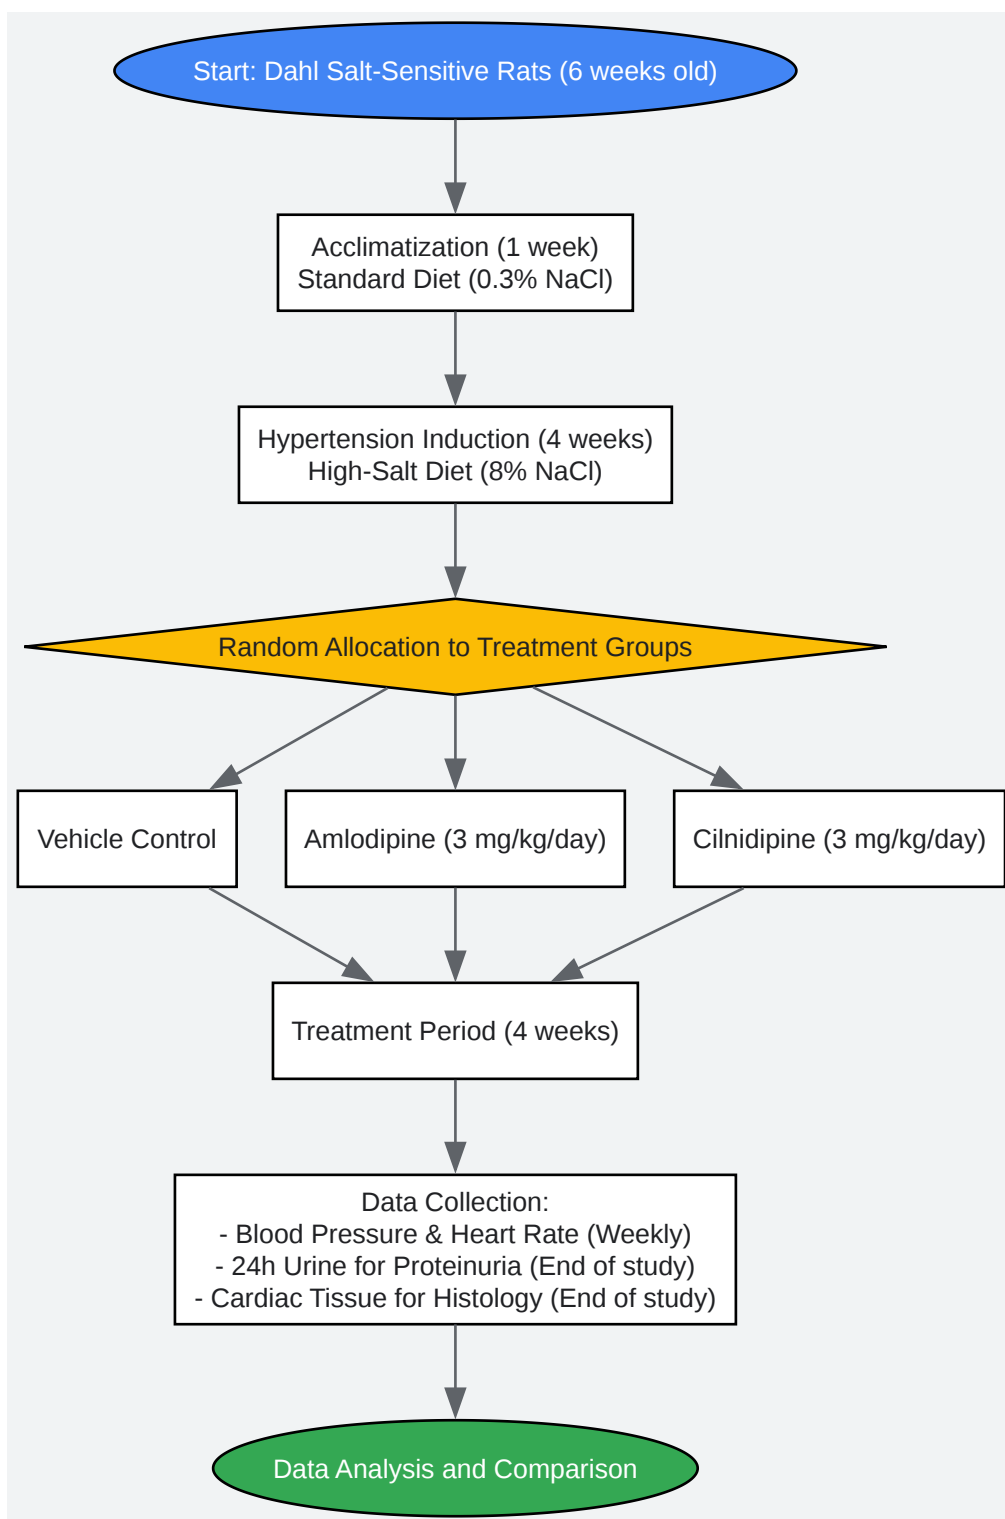 Start: Dahl Salt-Sensitive Rats (6 weeks old)
Acclimatization (1 week)
Standard Diet (0.3% NaCl)
Hypertension Induction (4 weeks)
High-Salt Diet (8% NaCl)
Random Allocation to Treatment Groups
Vehicle Control
Amlodipine (3 mg/kg/day)
Cilnidipine (3 mg/kg/day)
Treatment Period (4 weeks)
Data Collection:
- Blood Pressure & Heart Rate (Weekly)
- 24h Urine for Proteinuria (End of study)
- Cardiac Tissue for Histology (End of study)
Data Analysis and Comparison